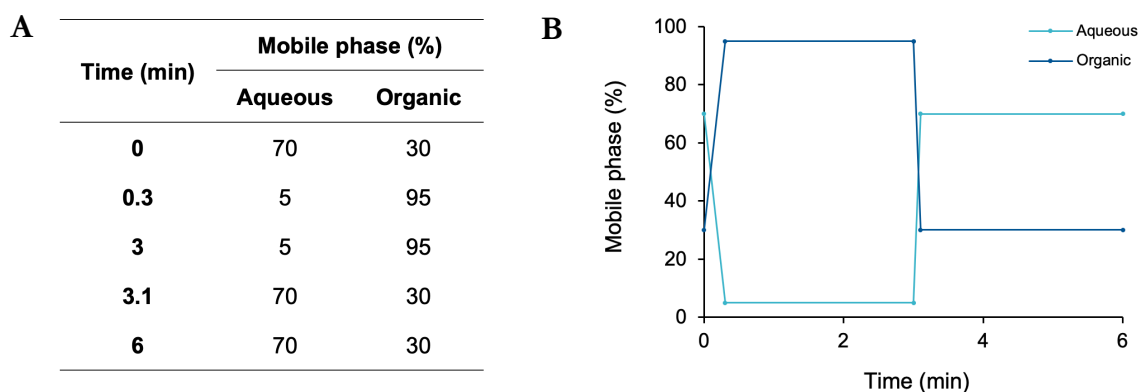 A
Time (min)
Mobile phase (%)
Aqueous Organic
0 70 30
0.3 5 95
3 5 95
3.1 70 30
6 70 30
B
Mobile phase (%)
100
80
60
40
20
0
0 2 4 6
Time (min)
Aqueous
Organic